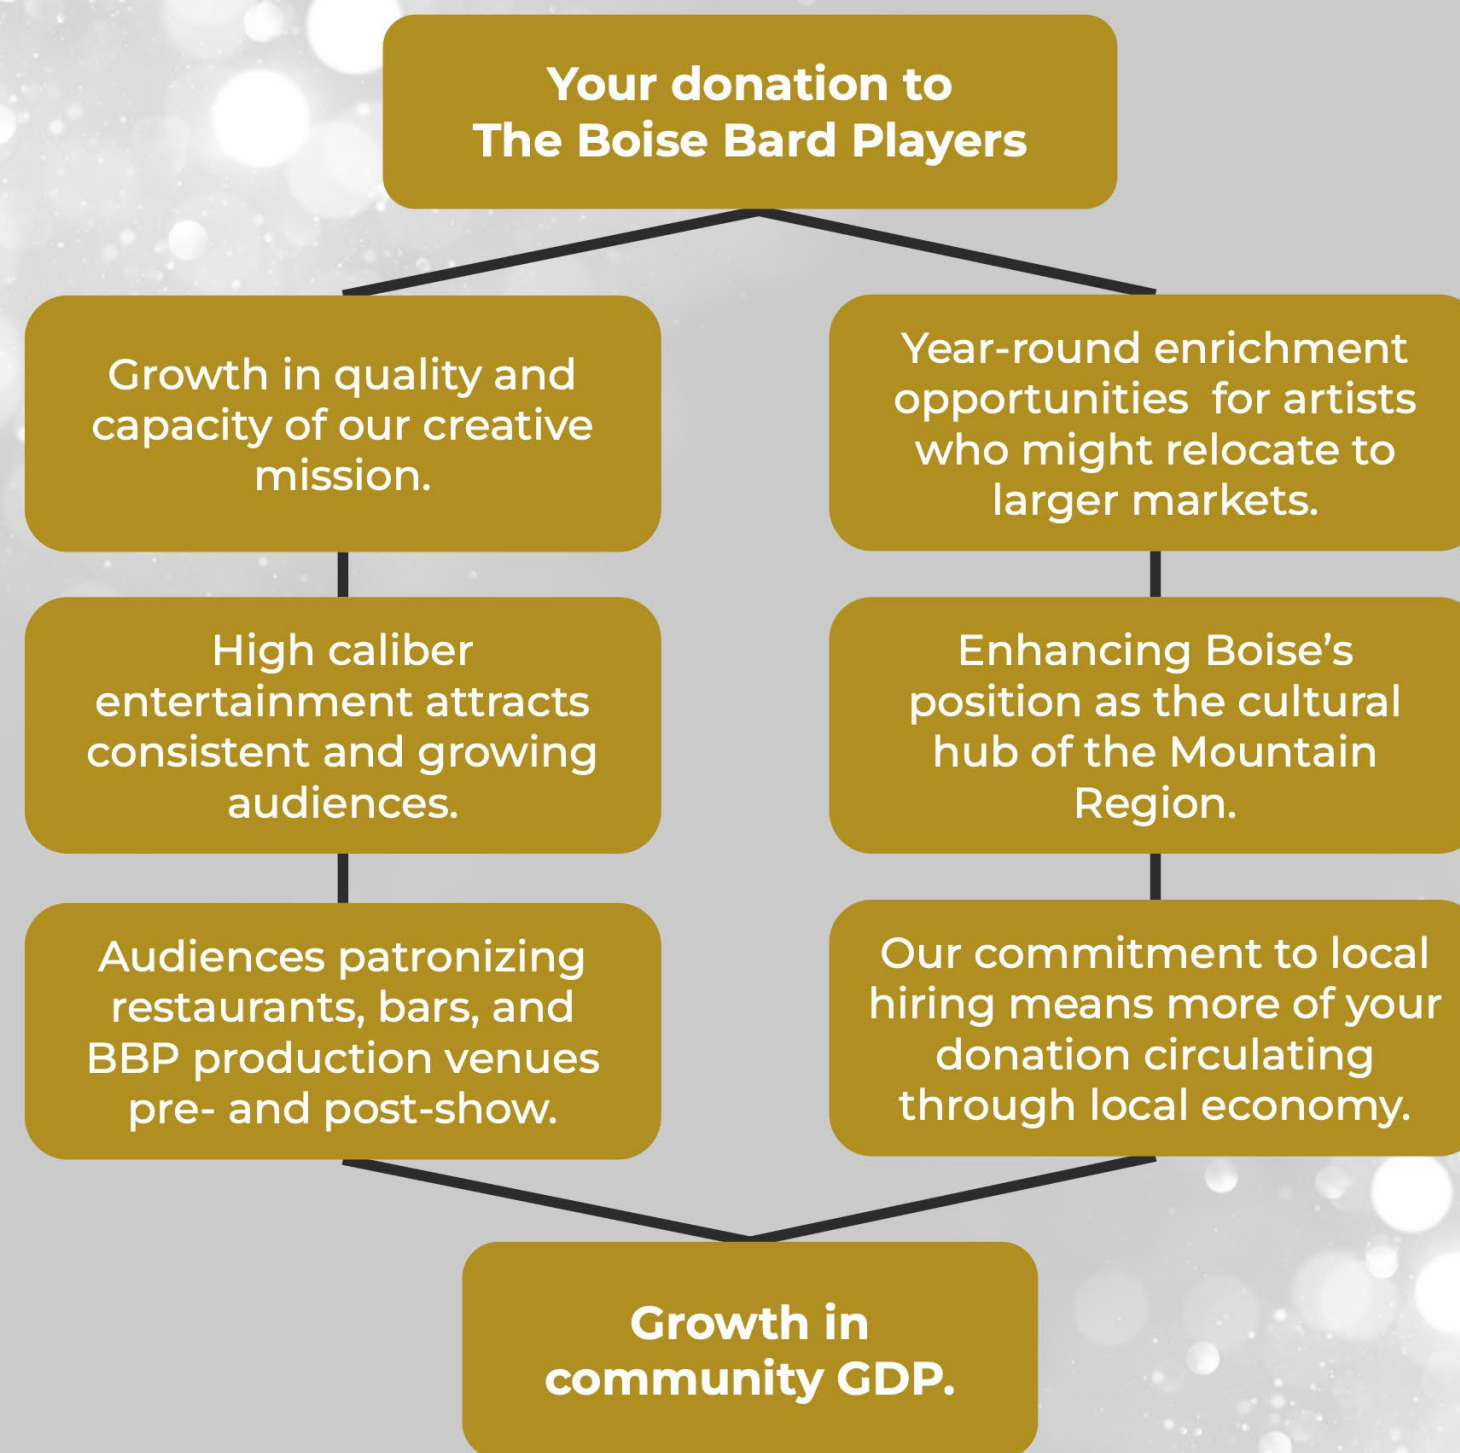 Your donation to
The Boise Bard Players
Growth in quality and
capacity of our creative
mission.
High caliber
entertainment attracts
consistent and growing
audiences.
Audiences patronizing
restaurants, bars, and
BBP production venues
pre- and post-show.
Year-round enrichment
opportunities for artists
who might relocate to
larger markets.
Enhancing Boise’s
position as the cultural
hub of the Mountain
Region.
Our commitment to local
hiring means more of your
donation circulating
through local economy.
Growth in
community GDP.